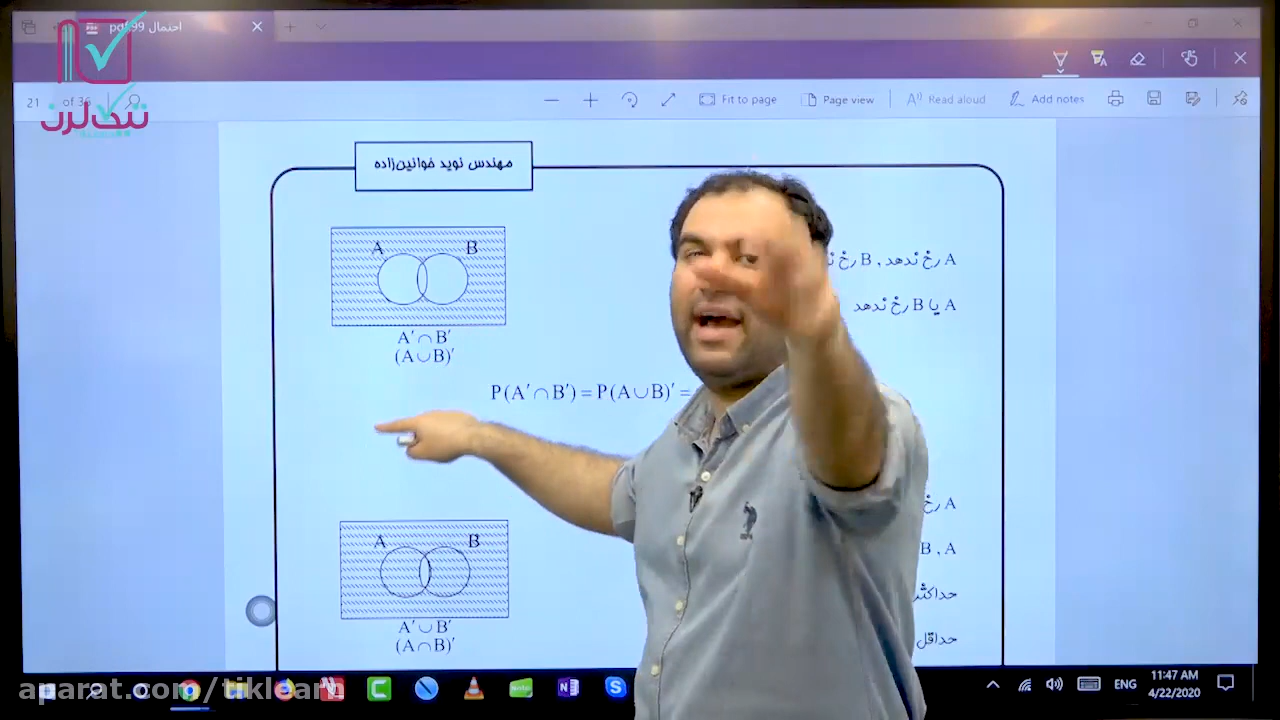 احتمال 99.pdf
21 of 36
Fit to page
Page view
Read aloud
Add notes
تیک لرن
مهندس نوید خوانین‌زاده
A B
A رخ ندهد , B رخ
A یا B رخ ندهد
A′∩B′
(A∪B)′
P(A′∩B′)=P(A∪B)′=
A
B , A
A B
حداکثر
حداقل
A′∪B′
(A∩B)′
aparat.com/tiklearn
ENG
11:47 AM
4/22/2020